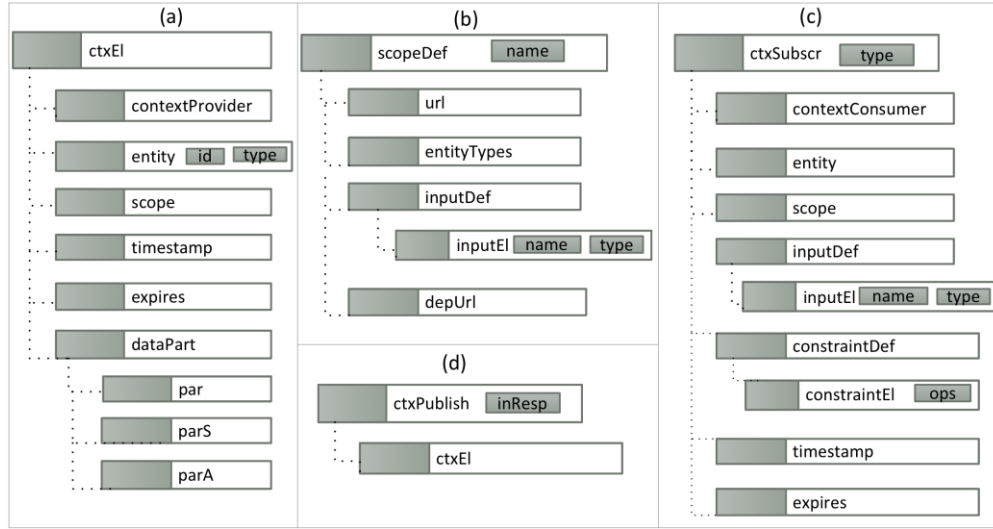 (a)
ctxEl
contextProvider
entity id type
scope
timestamp
expires
dataPart
par
parS
parA
(b)
scopeDef name
url
entityTypes
inputDef
inputEl name type
depUrl
(d)
ctxPublish inResp
ctxEl
(c)
ctxSubscr type
contextConsumer
entity
scope
inputDef
inputEl name type
constraintDef
constraintEl ops
timestamp
expires